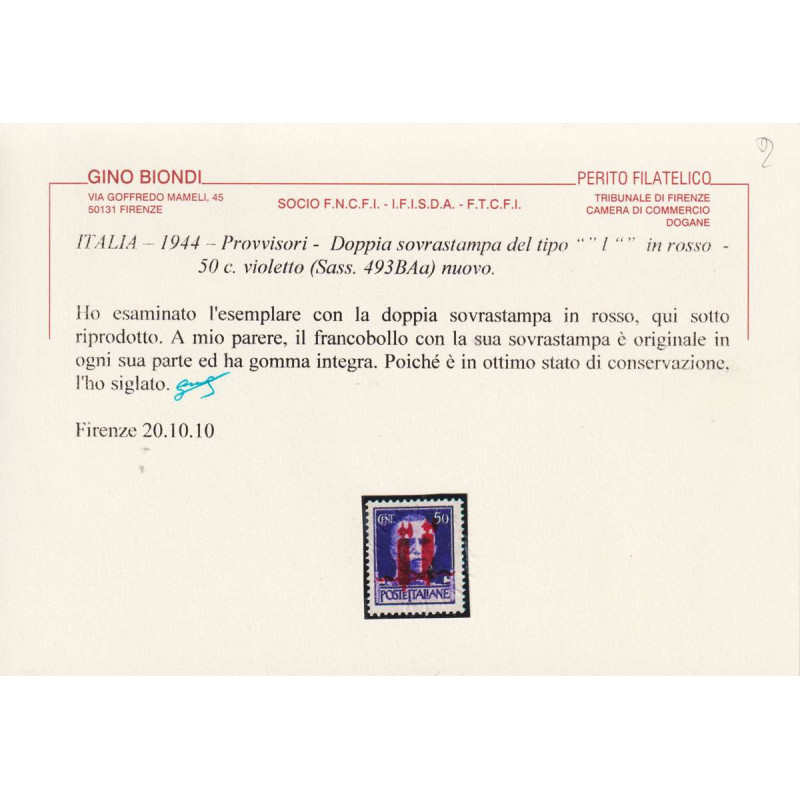 GINO BIONDI
PERITO FILATELICO
VIA GOFFREDO MAMELI, 45
50131 FIRENZE
SOCIO F.N.C.F.I. - I.F.I.S.D.A. - F.T.C.F.I.
TRIBUNALE DI FIRENZE
CAMERA DI COMMERCIO
DOGANE
ITALIA – 1944 – Provvisori - Doppia sovrastampa del tipo “ ” l “ ” in rosso -
50 c. violetto (Sass. 493BAa) nuovo.
Ho esaminato l'esemplare con la doppia sovrastampa in rosso, qui sotto
riprodotto. A mio parere, il francobollo con la sua sovrastampa è originale in
ogni sua parte ed ha gomma integra. Poiché è in ottimo stato di conservazione,
l'ho siglato.
Firenze 20.10.10
CENT. 50
POSTE ITALIANE